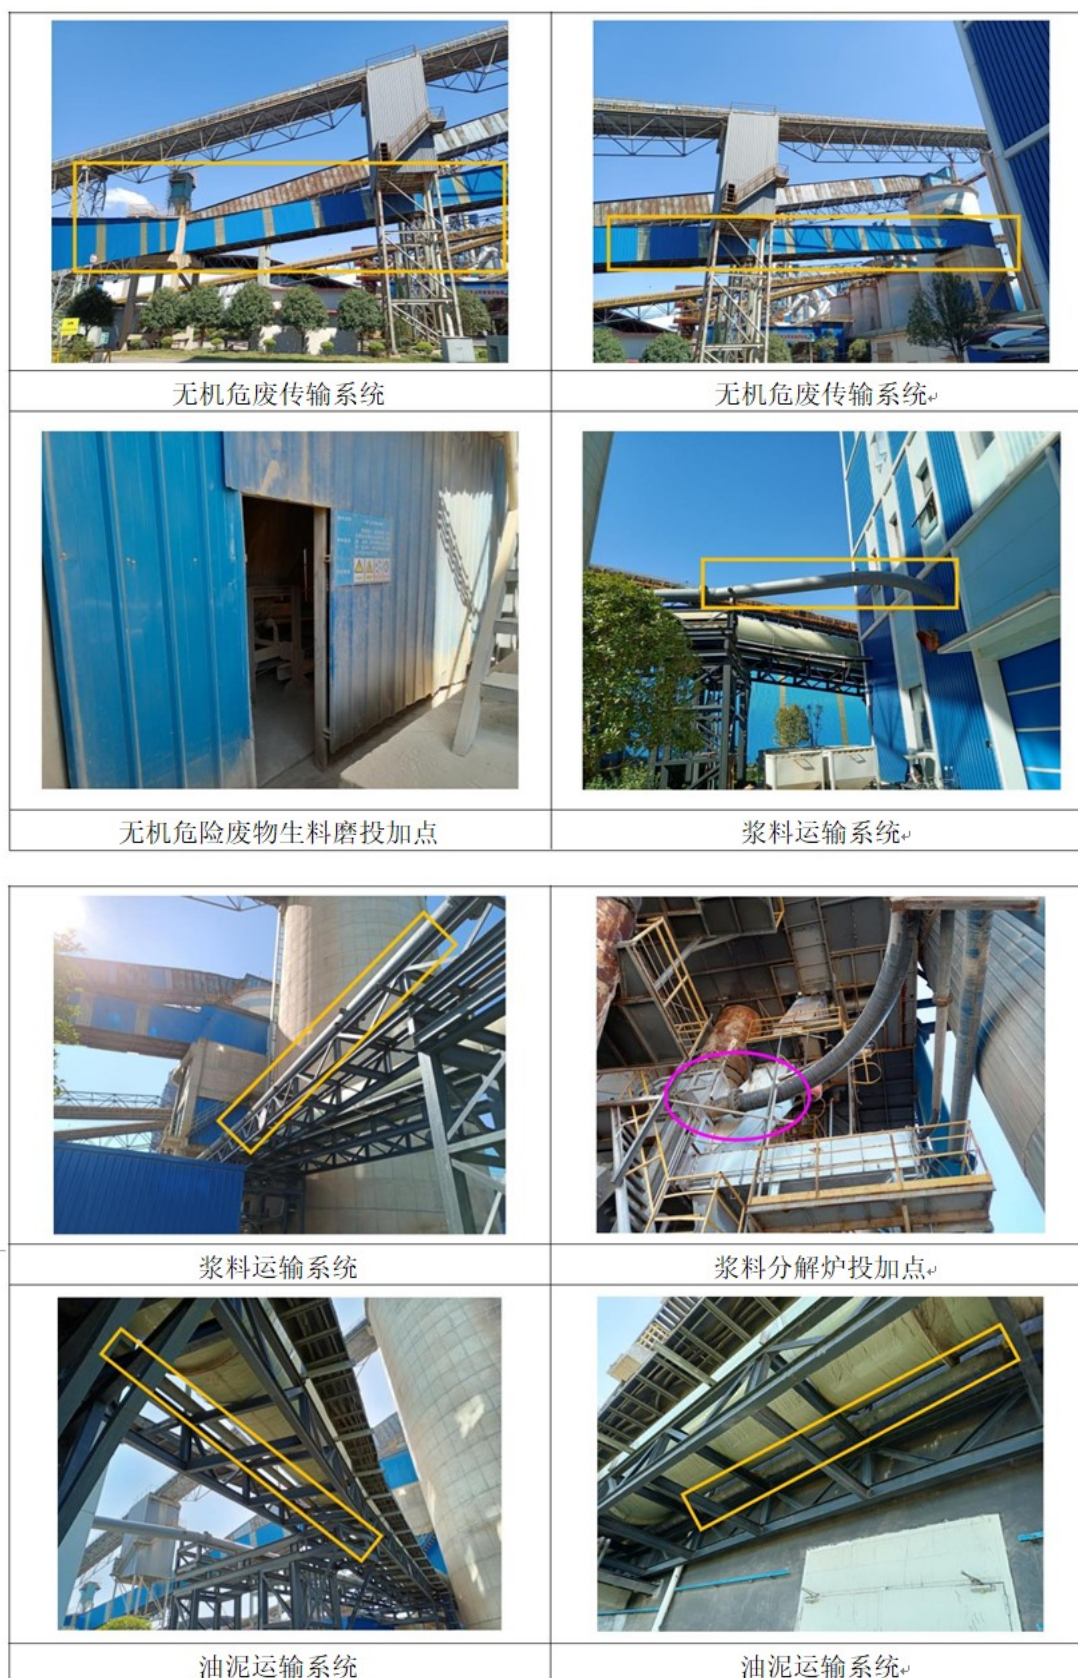 无机危废传输系统
无机危废传输系统
无机危险废物生料磨投加点
浆料运输系统
浆料运输系统
浆料分解炉投加点
油泥运输系统
油泥运输系统